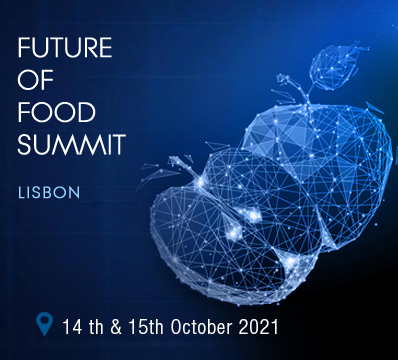 FUTURE
OF
FOOD
SUMMIT
LISBON
14 th & 15th October 2021